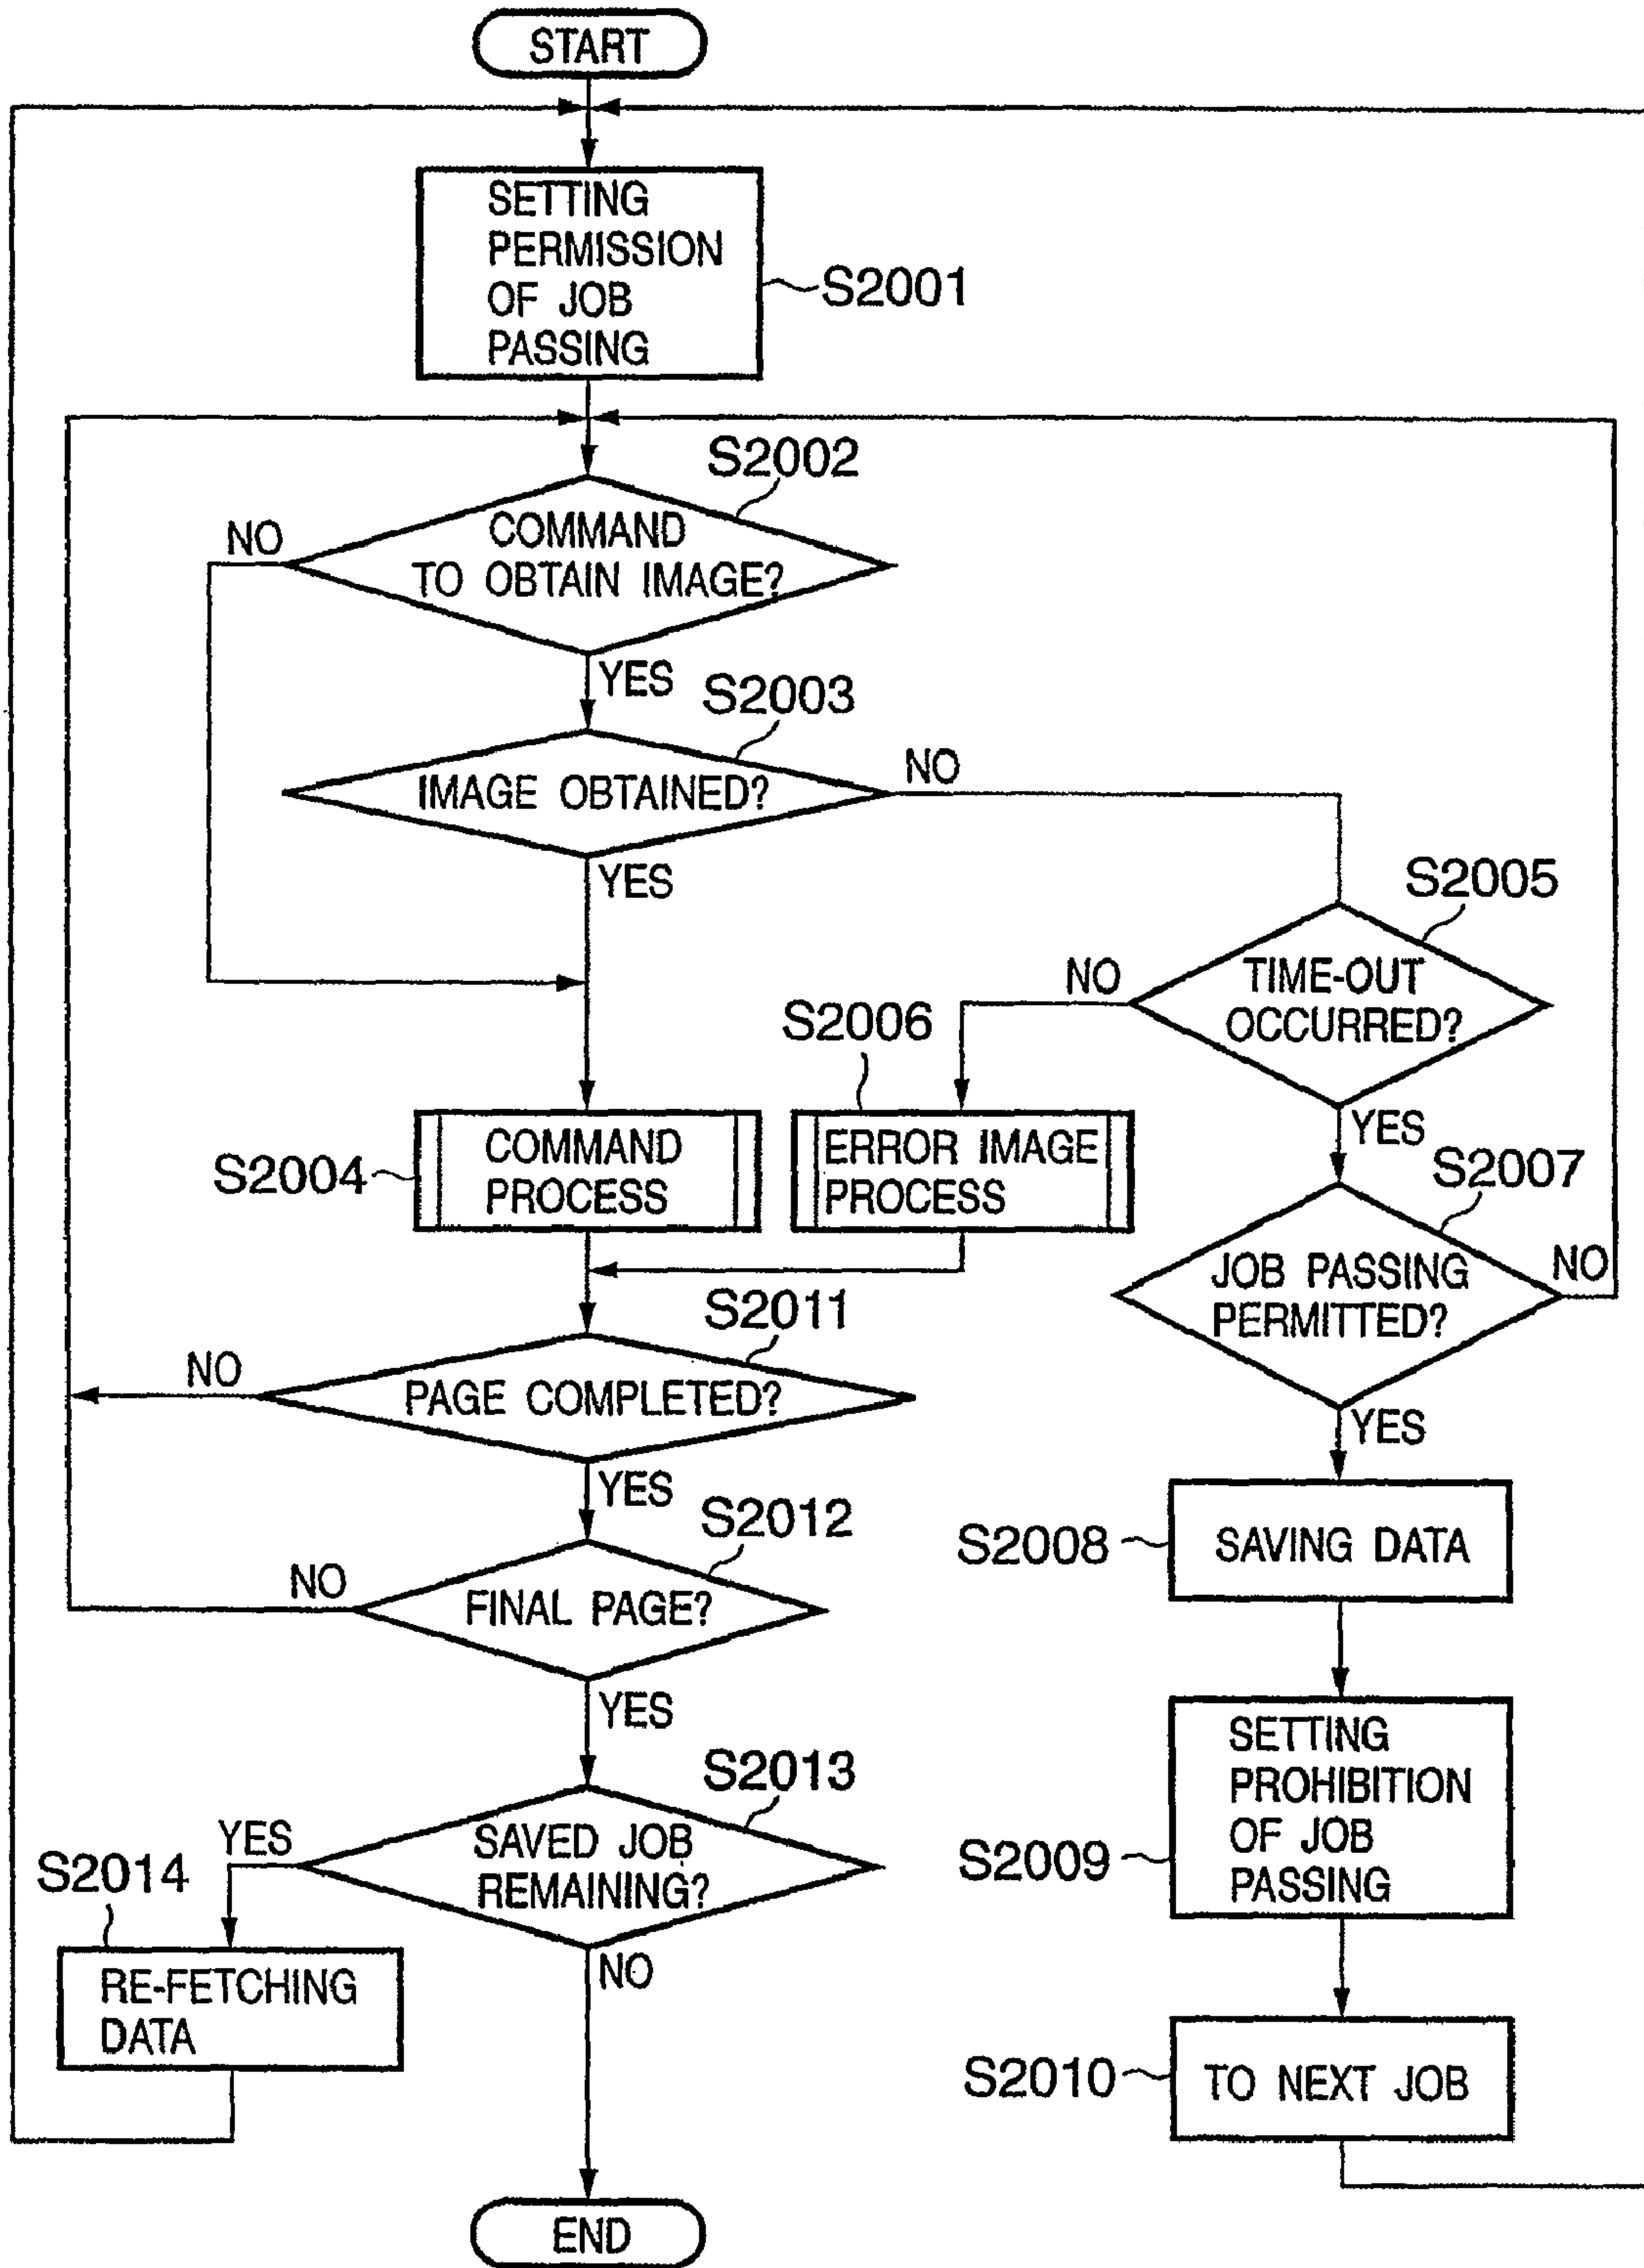 START
SETTING
PERMISSION
OF JOB
PASSING
S2001
S2002
COMMAND
TO OBTAIN IMAGE?
NO
YES
S2003
IMAGE OBTAINED?
NO
YES
S2005
TIME-OUT
OCCURRED?
NO
YES
S2006
ERROR IMAGE
PROCESS
S2004
COMMAND
PROCESS
S2007
JOB PASSING
PERMITTED?
NO
YES
S2011
PAGE COMPLETED?
NO
YES
S2008
SAVING DATA
S2012
FINAL PAGE?
NO
YES
S2009
SETTING
PROHIBITION
OF JOB
PASSING
S2013
SAVED JOB
REMAINING?
YES
NO
S2014
RE-FETCHING
DATA
S2010
TO NEXT JOB
END